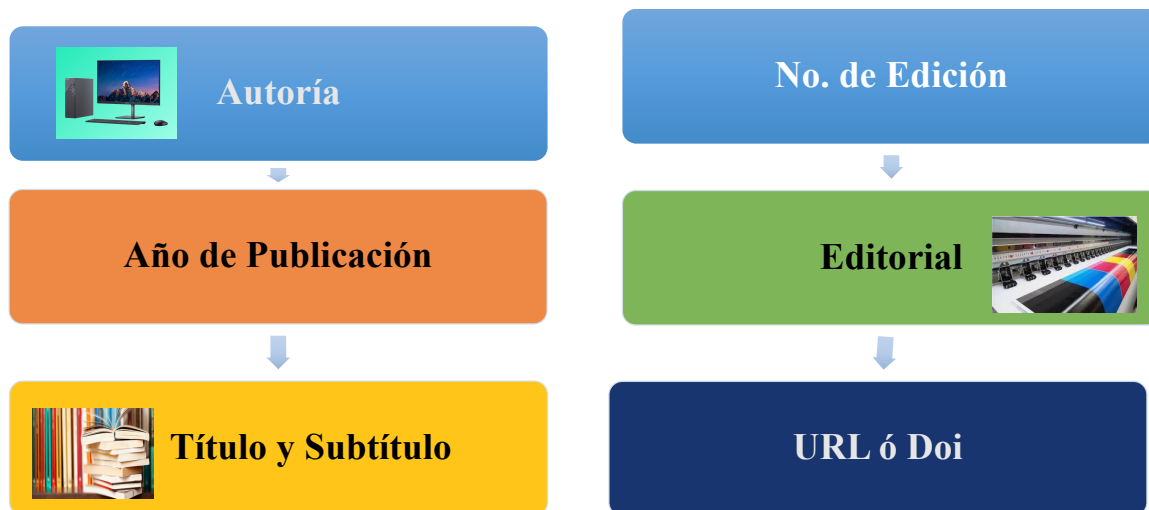 Autoría
Año de Publicación
Título y Subtítulo
No. de Edición
Editorial
URL ó Doi